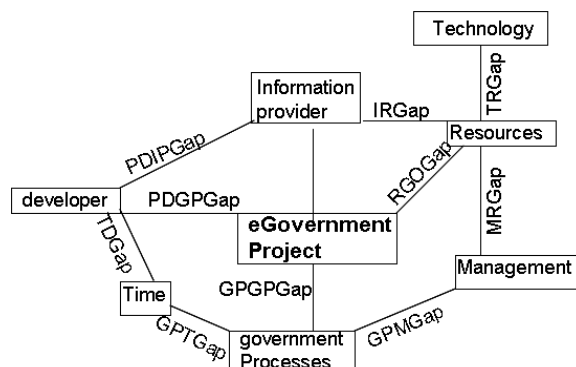 Technology
TRGap
Information
provider
IRGap
Resources
PDIPGap
RGOGap
MRGap
developer
PDGPGap
eGovernment
Project
TDGap
Management
Time
GPGPGap
GPTGap
government
Processes
GPMGap